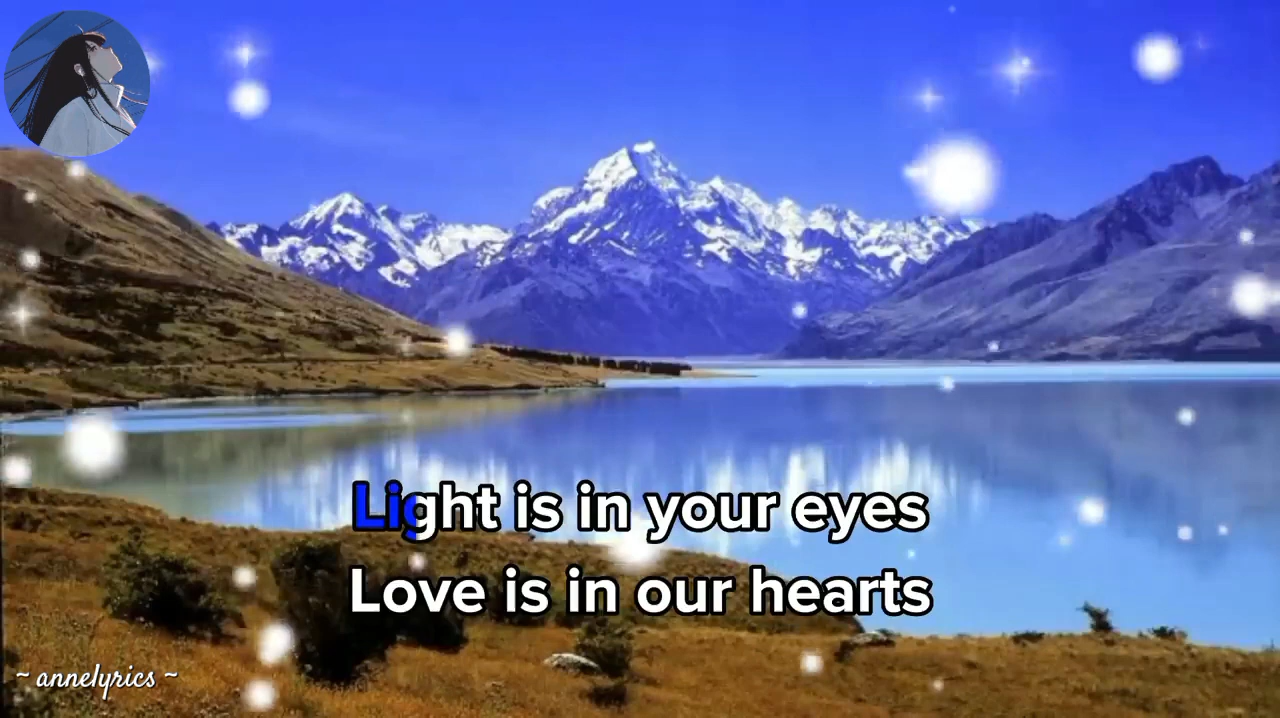 Light is in your eyes
Love is in our hearts
~ annelyrics ~